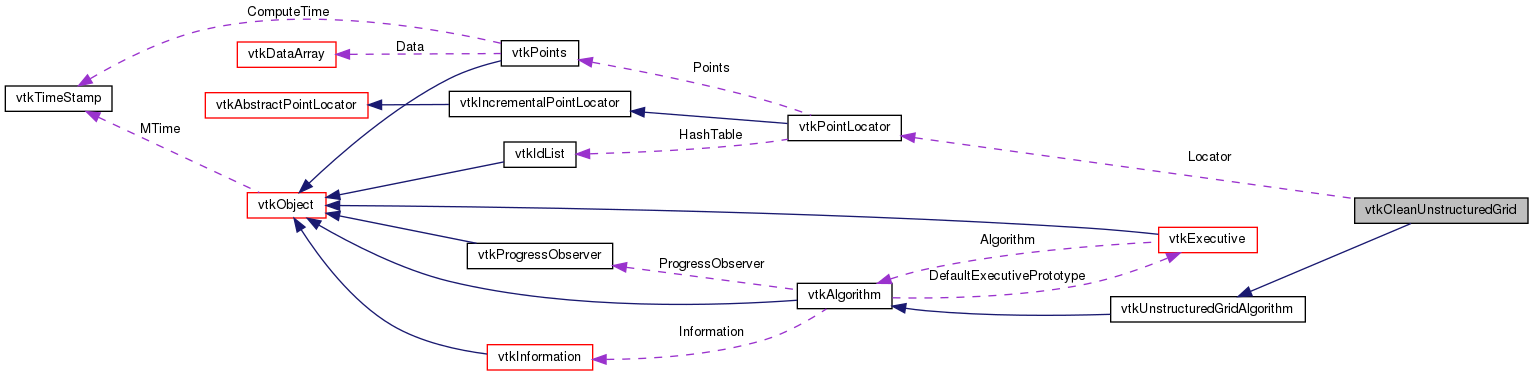 ComputeTime
vtkPoints
Data
vtkDataArray
Points
vtkTimeStamp
vtkAbstractPointLocator
vtkIncrementalPointLocator
MTime
vtkPointLocator
HashTable
vtkIdList
Locator
vtkObject
vtkCleanUnstructuredGrid
Algorithm
vtkExecutive
vtkProgressObserver
ProgressObserver
DefaultExecutivePrototype
vtkAlgorithm
vtkUnstructuredGridAlgorithm
Information
vtkInformation